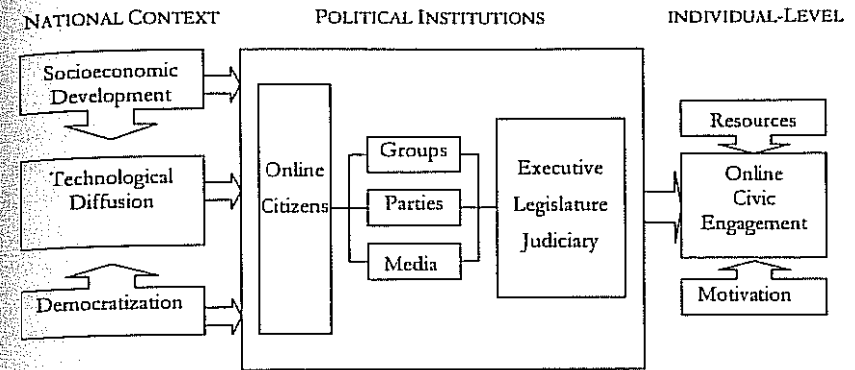 NATIONAL CONTEXT
POLITICAL INSTITUTIONS
INDIVIDUAL-LEVEL
Socioeconomic
Development
Technological
Diffusion
Democratization
Online
Citizens
Groups
Parties
Media
Executive
Legislature
Judiciary
Resources
Online
Civic
Engagement
Motivation